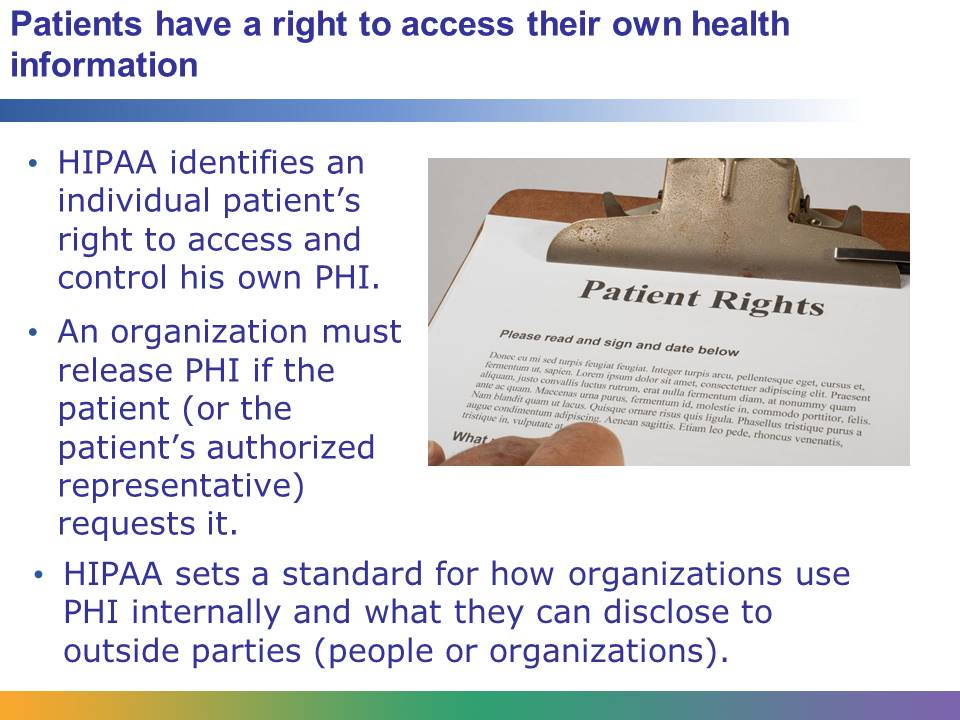 Patients have a right to access their own health
information
• HIPAA identifies an
individual patient’s
right to access and
control his own PHI.
• An organization must
release PHI if the
patient (or the
patient’s authorized
representative)
requests it.
Patient Rights
Please read and sign and date below
Donec eu mi sed turpis feugiat feugiat. Integer turpis arcu, pellentesque eget, cursus et,
fermentum ut, sapien. Lorem ipsum dolor sit amet, consectetuer adipiscing elit. Praesent
aliquam, justo convallis luctus rutrum, erat nulla fermentum diam, at nonummy quam
ante ac quam. Maecenas urna purus, fermentum id, molestie in, commodo porttitor, felis.
Nam blandit quam ut lacus. Quisque ornare risus quis ligula. Phasellus tristique purus a
augue condimentum adipiscing. Aenean sagittis. Etiam leo pede, rhoncus venenatis,
tristique in, vulputate at
What
• HIPAA sets a standard for how organizations use
PHI internally and what they can disclose to
outside parties (people or organizations).